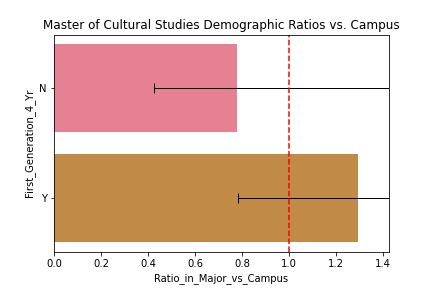 Master of Cultural Studies Demographic Ratios vs. Campus
First_Generation_4_Yr
N
Y
0.0 0.2 0.4 0.6 0.8 1.0 1.2 1.4
Ratio_in_Major_vs_Campus